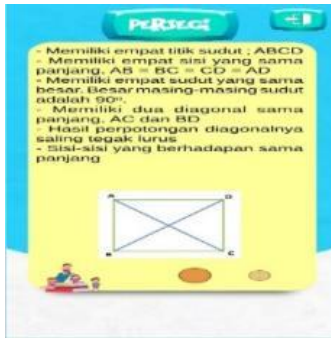 PERSEGI
- Memiliki empat titik sudut ; ABCD
- Memiliki empat sisi yang sama
panjang. AB = BC = CD = AD
- Memiliki empat sudut yang sama
besar. Besar masing-masing sudut
adalah 90°.
- Memiliki dua diagonal sama
panjang, AC dan BD
- Hasil perpotongan diagonalnya
saling tegak lurus
- Sisi-sisi yang berhadapan sama
panjang
A D
B C